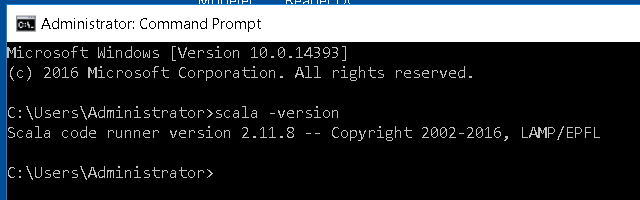 Administrator: Command Prompt
Microsoft Windows [Version 10.0.14393]
(c) 2016 Microsoft Corporation. All rights reserved.
C:\Users\Administrator>scala -version
Scala code runner version 2.11.8 -- Copyright 2002-2016, LAMP/EPFL
C:\Users\Administrator>